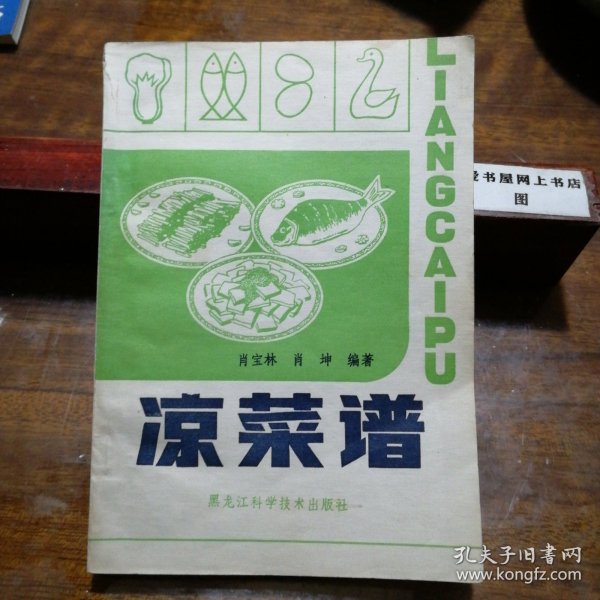 LIANGCAIPU
肖宝林 肖坤 编著
凉菜谱
黑龙江科学技术出版社
爱书屋网上书店
图
孔夫子旧书网
www.kongfz.com